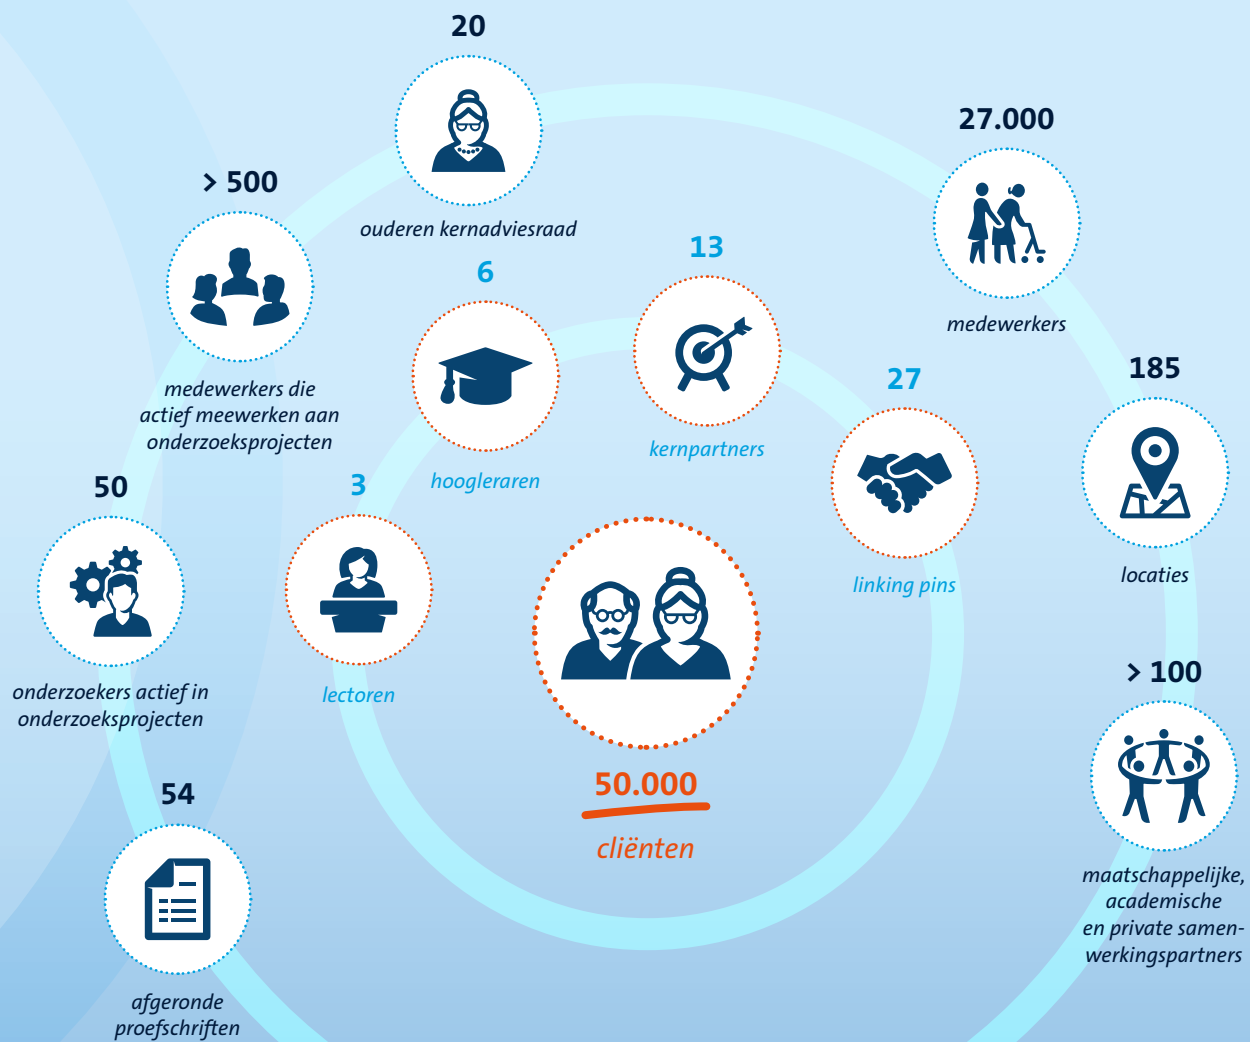 20
ouderen kernadviesraad
27.000
medewerkers
> 500
medewerkers die
actief meewerken aan
onderzoeksprojecten
6
hoogleraren
13
kernpartners
27
linking pins
185
locaties
50
onderzoekers actief in
onderzoeksprojecten
3
lectoren
50.000
cliënten
> 100
maatschappelijke,
academische
en private samen-
werkingspartners
54
afgeronde
proefschriften